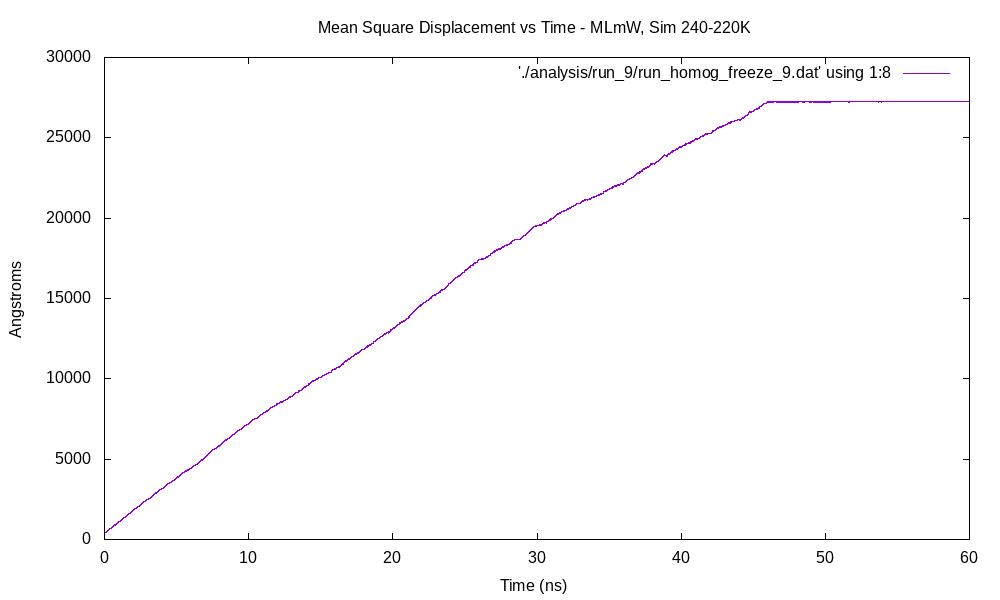 Mean Square Displacement vs Time - MLmW, Sim 240-220K
'./analysis/run_9/run_homog_freeze_9.dat' using 1:8
30000
25000
20000
15000
10000
5000
0
Angstroms
0 10 20 30 40 50 60
Time (ns)